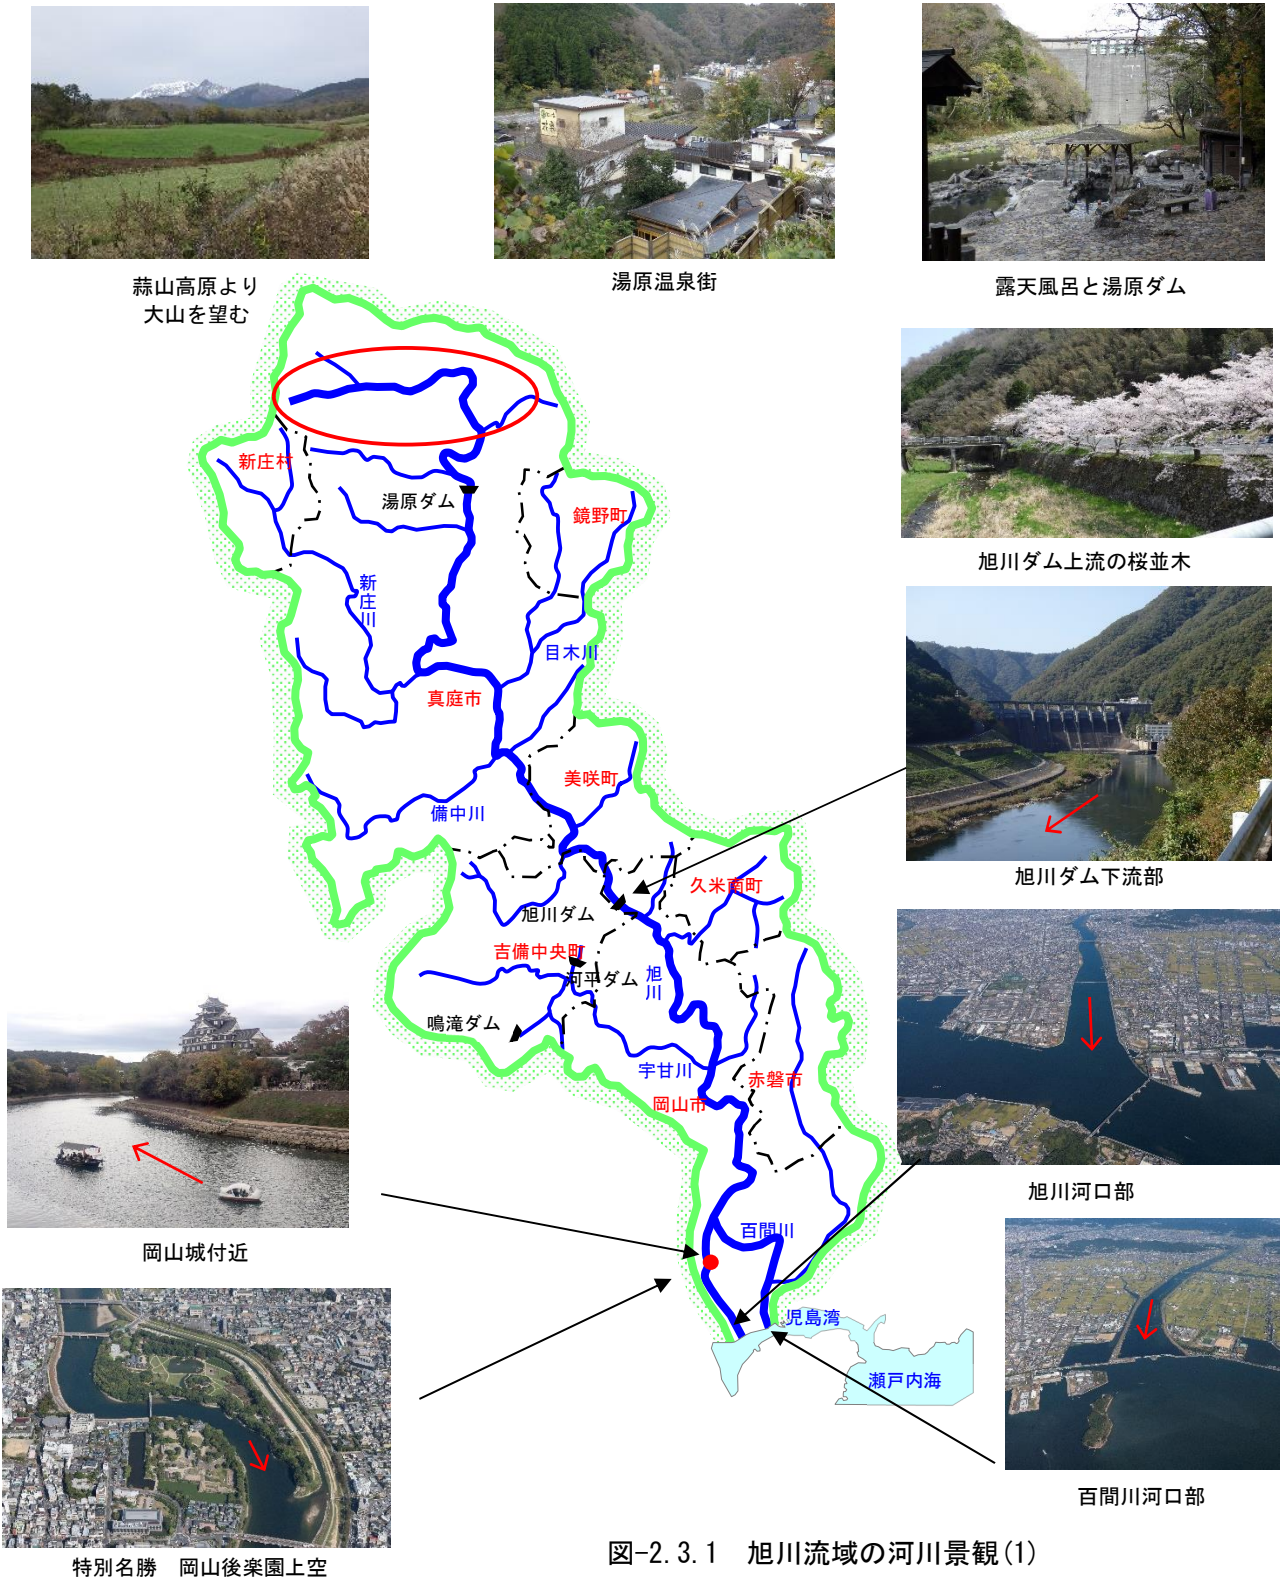 蒜山高原より
大山を望む
湯原温泉街
露天風呂と湯原ダム
旭川ダム上流の桜並木
旭川ダム下流部
旭川河口部
百間川河口部
岡山城付近
特別名勝　岡山後楽園上空
新庄村
湯原ダム
鏡野町
新庄川
目木川
真庭市
美咲町
備中川
久米南町
旭川ダム
吉備中央町
河平ダム
旭川
鳴滝ダム
宇甘川
赤磐市
岡山市
百間川
児島湾
瀬戸内海
図-2.3.1　旭川流域の河川景観(1)